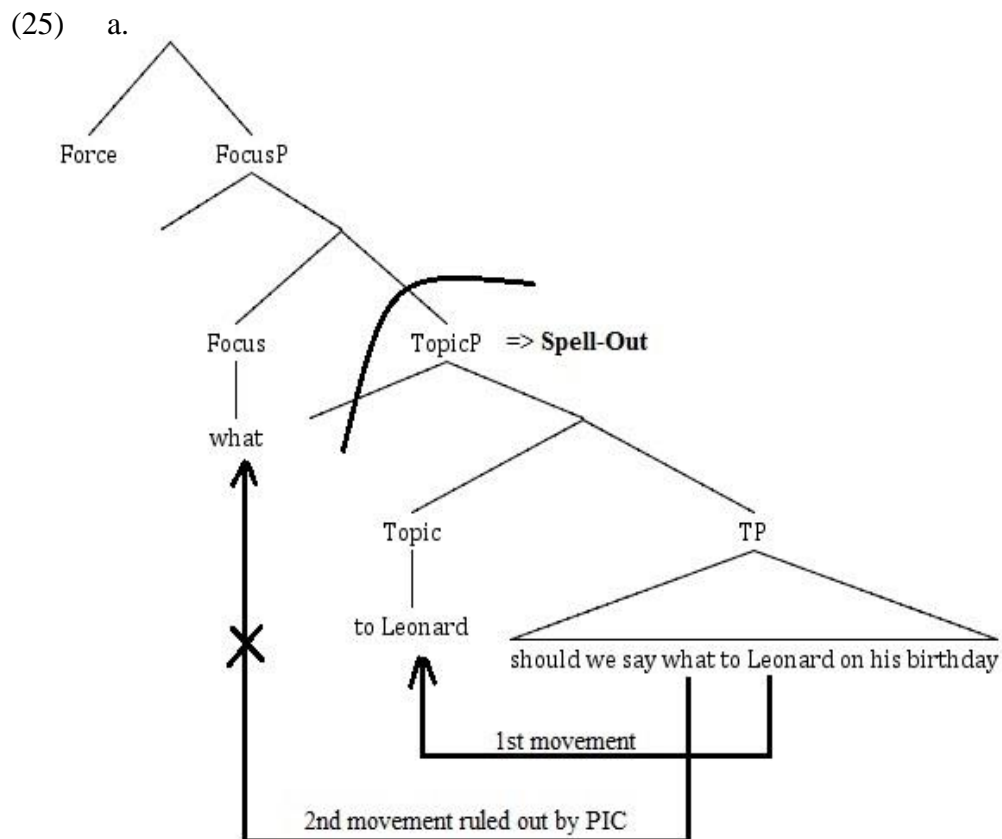 (25) a.
Force FocusP
Focus TopicP => Spell-Out
what
Topic TP
to Leonard
should we say what to Leonard on his birthday
1st movement
2nd movement ruled out by PIC